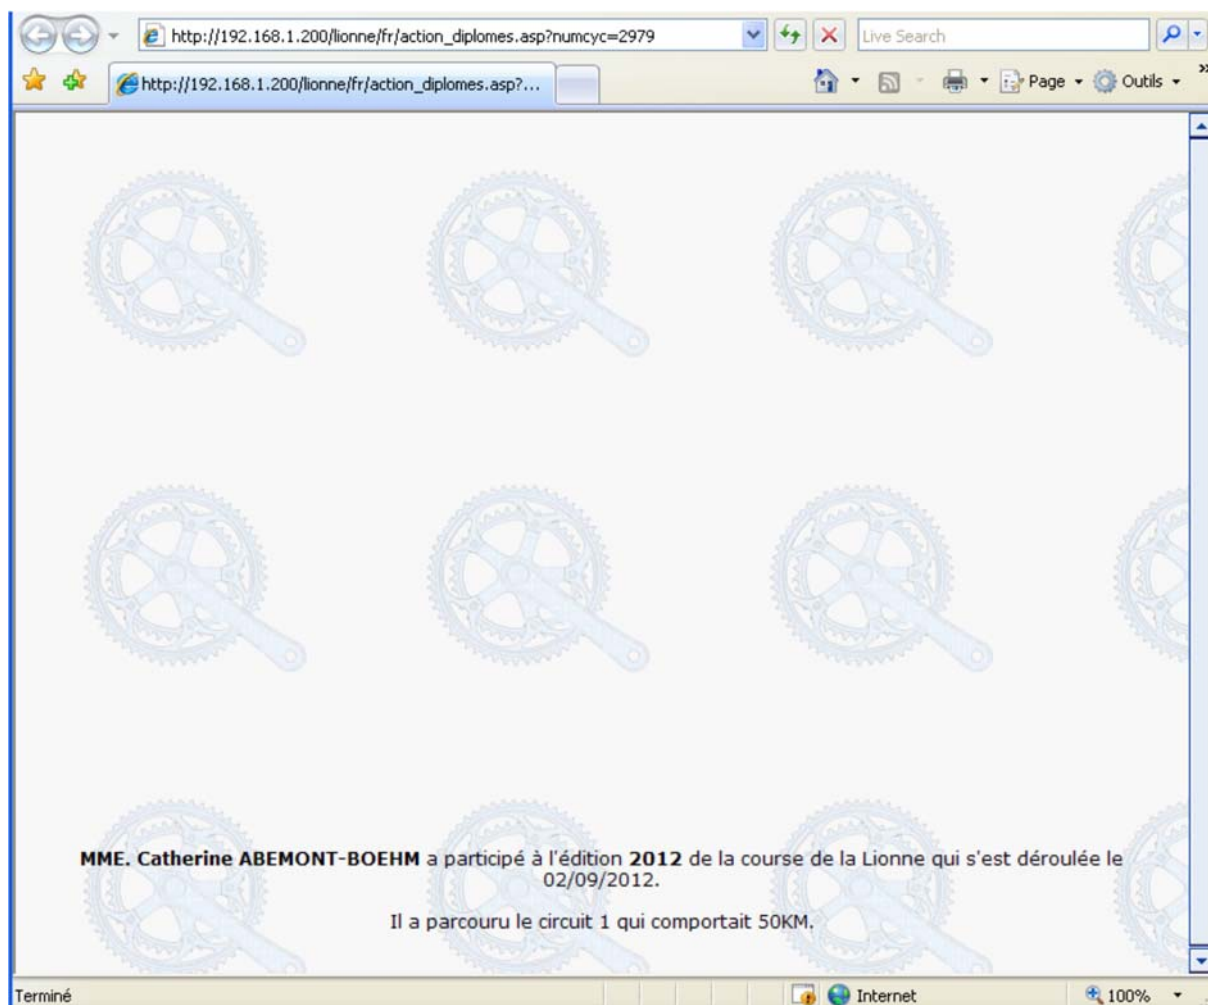 http://192.168.1.200/lionne/fr/action_diplomes.asp?numcyc=2979
Live Search
http://192.168.1.200/lionne/fr/action_diplomes.asp?...
Page
Outils
»
MME. Catherine ABEMONT-BOEHM a participé à l'édition 2012 de la course de la Lionne qui s'est déroulée le
02/09/2012.
Il a parcouru le circuit 1 qui comportait 50KM.
Terminé
Internet
100%